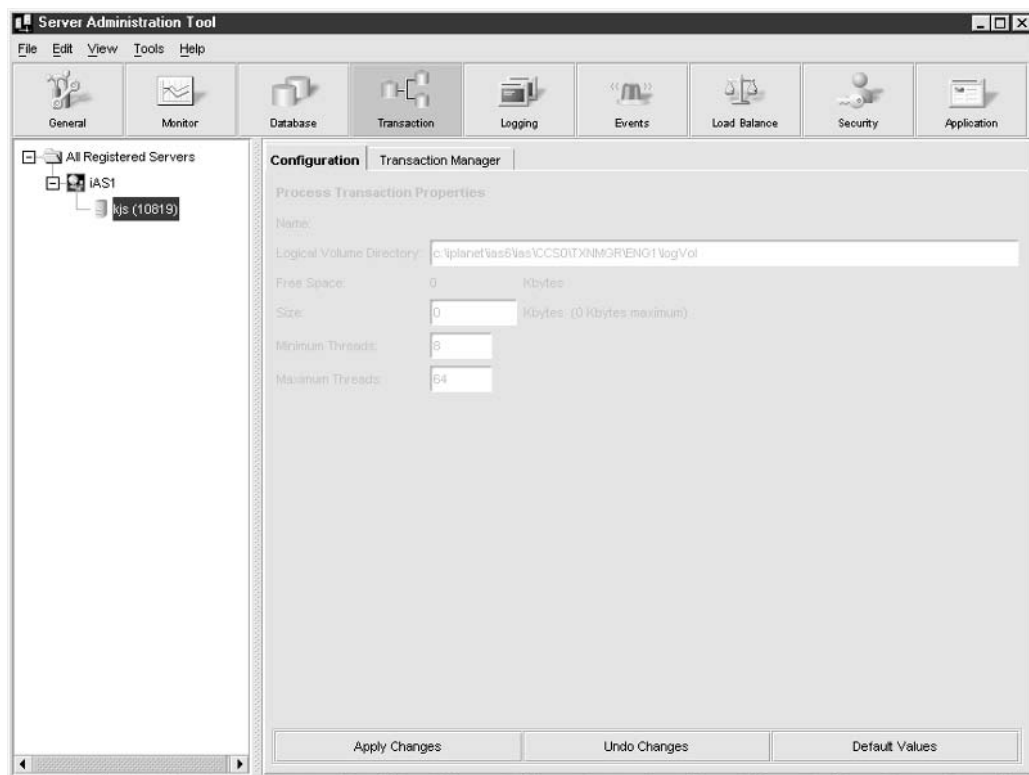 Server Administration Tool
File Edit View Tools Help
General Monitor Database Transaction Logging Events Load Balance Security Application
All Registered Servers
iAS1
kjs (10819)
Configuration Transaction Manager
Process Transaction Properties
Name:
Logical Volume Directory: c:\iplanet\ias6\ias\CCS0\TXNMGR\ENG1\logVol
Free Space: 0 Kbytes
Size: 0 Kbytes (0 Kbytes maximum)
Minimum Threads: 8
Maximum Threads: 64
Apply Changes Undo Changes Default Values